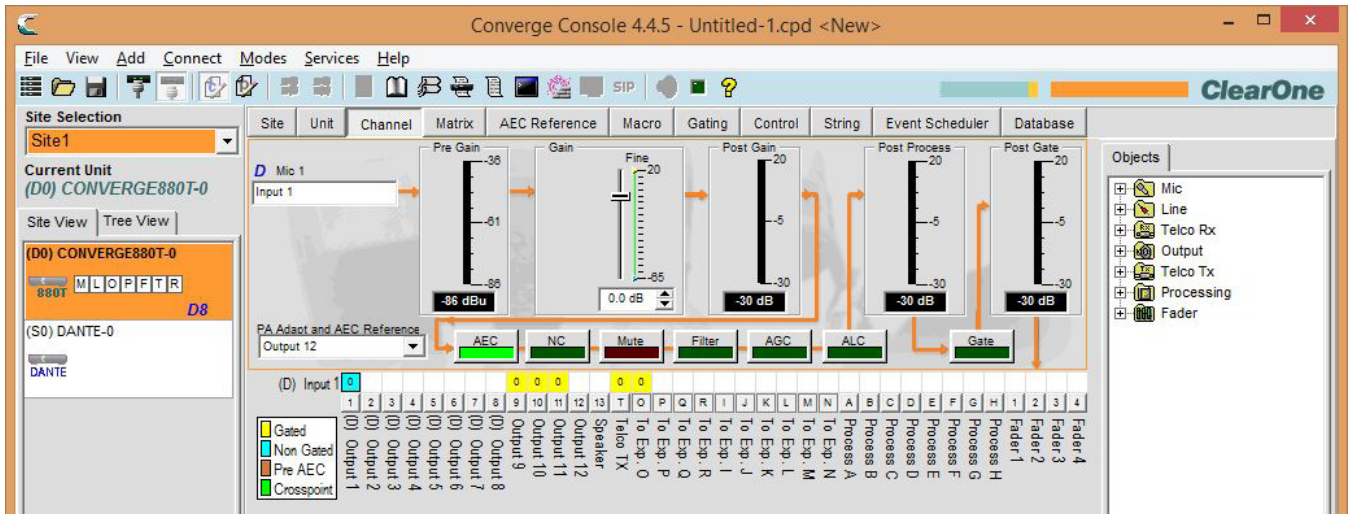 Converge Console 4.4.5 - Untitled-1.cpd <New>
File View Add Connect Modes Services Help
SIP
ClearOne
Site Selection
Site1
Current Unit
(D0) CONVERGE880T-0
Site View Tree View
(D0) CONVERGE880T-0
880T M L O P F T R
D8
(S0) DANTE-0
DANTE
Site Unit Channel Matrix AEC Reference Macro Gating Control String Event Scheduler Database
D Mic 1
Input 1
Pre Gain
-36
-61
-86
-86 dBu
Gain
Fine
20
-65
0.0 dB
Post Gain
20
-5
-30
-30 dB
Post Process
20
-5
-30
-30 dB
Post Gate
20
-5
-30
-30 dB
PA Adapt and AEC Reference
Output 12
AEC NC Mute Filter AGC ALC Gate
(D) Input 1 0 0 0 0 0 0
1 2 3 4 5 6 7 8 9 10 11 12 13 T O P Q R I J K L M N A B C D E F G H 1 2 3 4
Gated
Non Gated
Pre AEC
Crosspoint
(D) Output 1
(D) Output 2
(D) Output 3
(D) Output 4
(D) Output 5
(D) Output 6
(D) Output 7
(D) Output 8
Output 9
Output 10
Output 11
Output 12
Speaker
Telco TX
To Exp. O
To Exp. P
To Exp. Q
To Exp. R
To Exp. I
To Exp. J
To Exp. K
To Exp. L
To Exp. M
To Exp. N
Process A
Process B
Process C
Process D
Process E
Process F
Process G
Process H
Fader 1
Fader 2
Fader 3
Fader 4
Objects
Mic
Line
Telco Rx
Output
Telco Tx
Processing
Fader